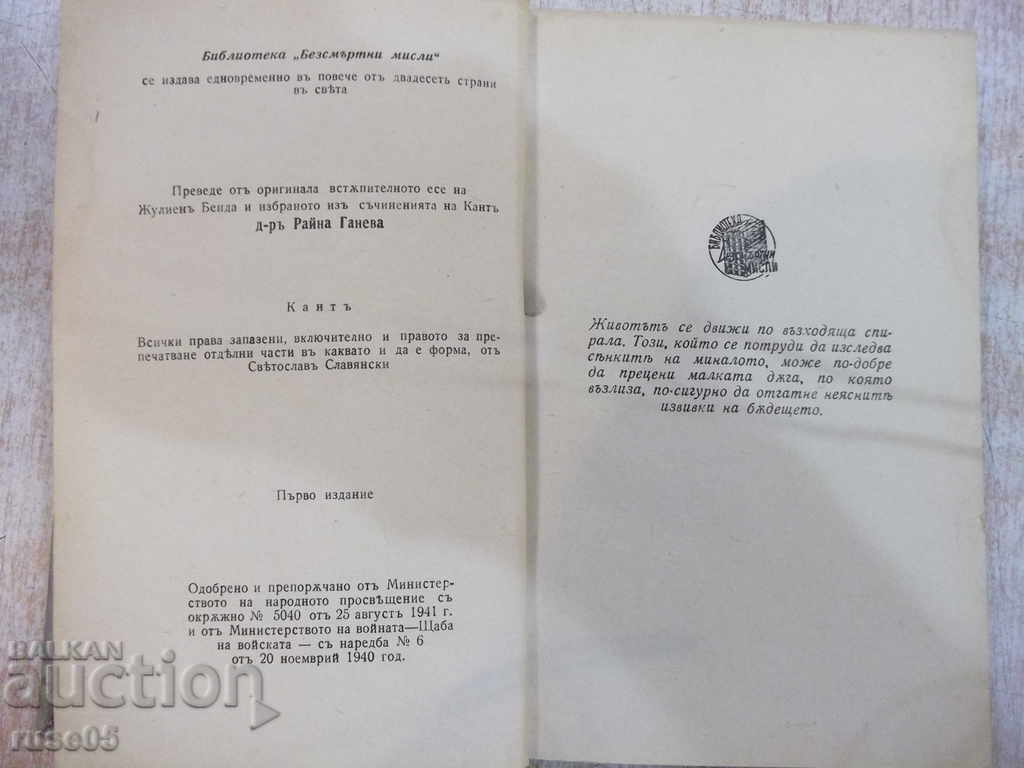 Библиотека „Безсмъртни мисли“
се издава едновременно въ повече отъ двадесеть страни
въ свѣта
Преведе отъ оригинала встѫпителното есе на
Жулиенъ Бенда и избраното изъ съчиненията на Кантъ
д-ръ Райна Ганева
Кантъ
Всички права запазени, включително и правото за пре-
печатване отдѣлни части въ каквато и да е форма, отъ
Свѣтославъ Славянски
Първо издание
Одобрено и препорѫчано отъ Министер-
ството на народното просвѣщение съ
окрѫжно № 5040 отъ 25 августъ 1941 г.
и отъ Министерството на войната—Щаба
на войската — съ наредба № 6
отъ 20 ноемврий 1940 год.
БИБЛИОТЕКА
МИСЛИ
Животътъ се движи по възходяща спи-
рала. Този, който се потруди да изследва
сѣнкитѣ на миналото, може по-добре
да прецени малката дѫга, по която
възлиза, по-сигурно да отгатне неяснитѣ
извивки на бѫдещето.
BALKAN
auction
ruse05